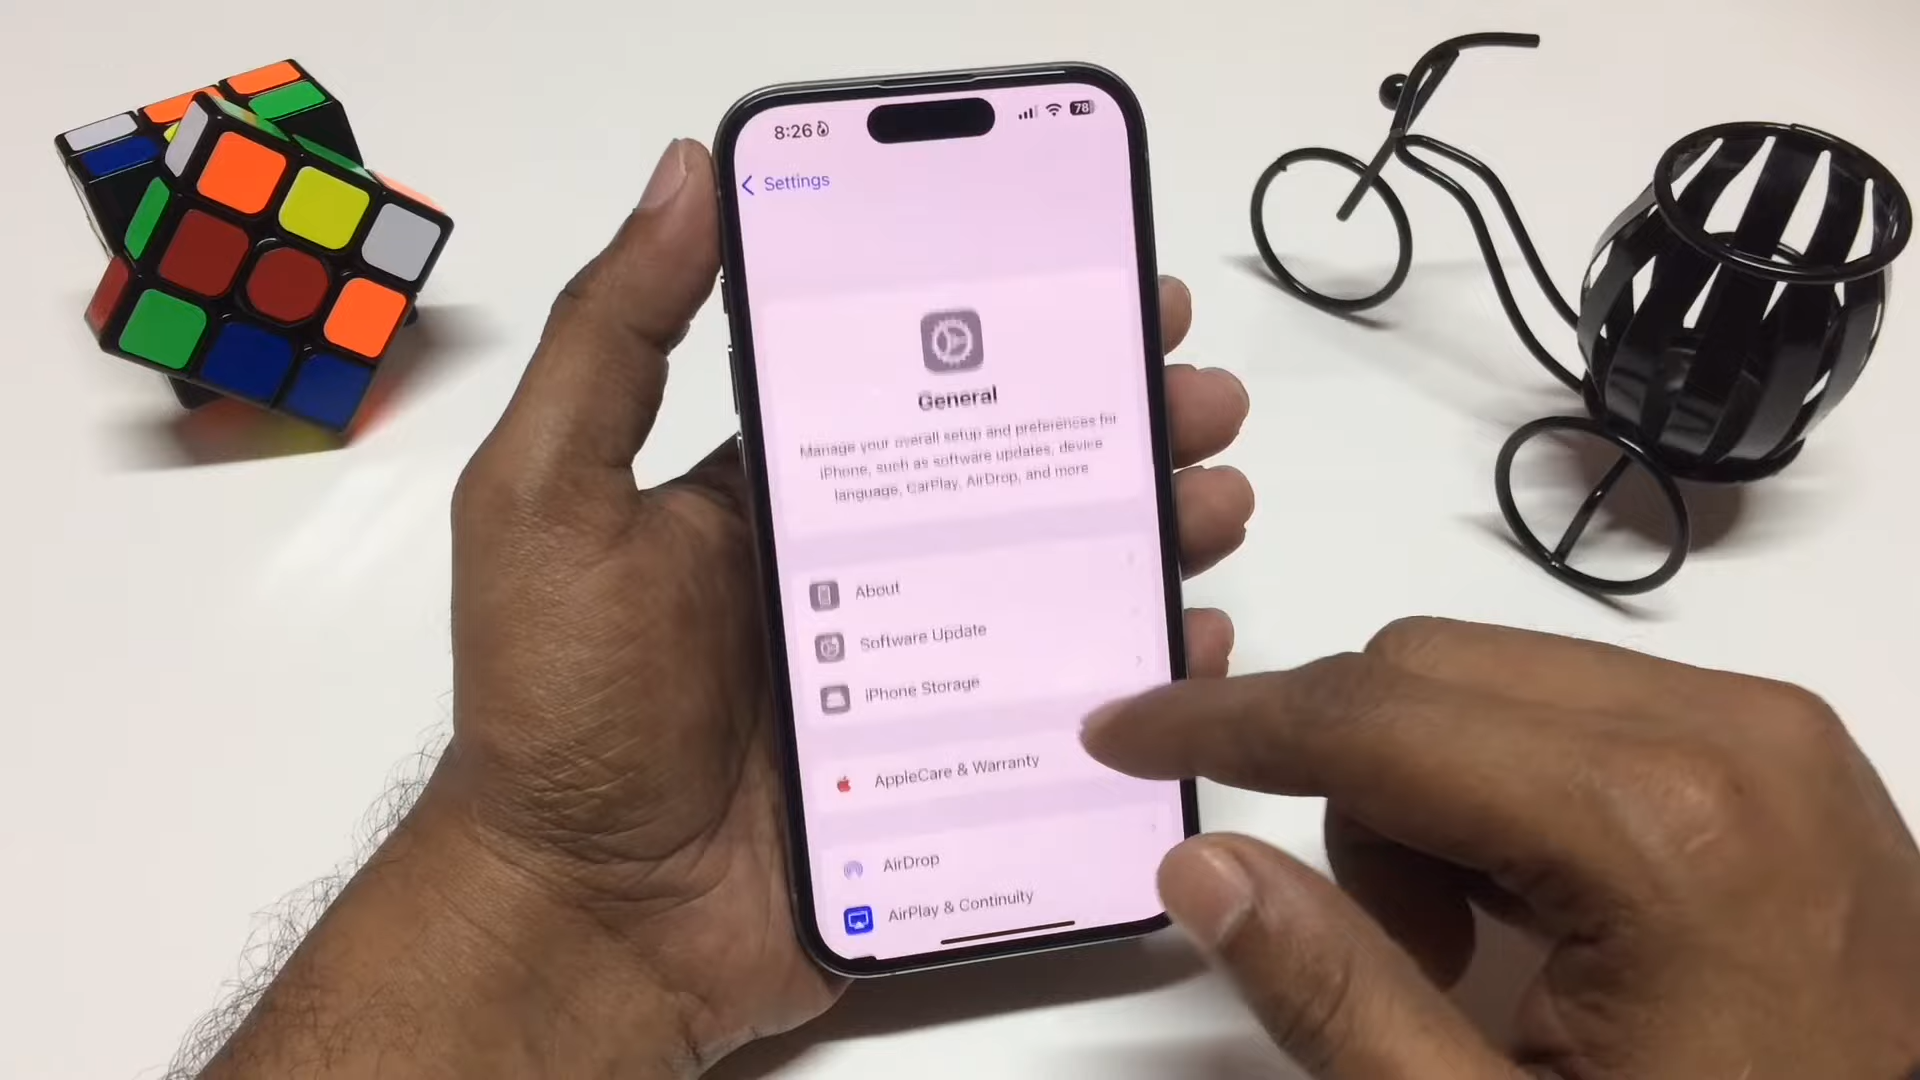 8:26
78
Settings
General
Manage your overall setup and preferences for
iPhone, such as software updates, device
language, CarPlay, AirDrop, and more
About
Software Update
iPhone Storage
AppleCare & Warranty
AirDrop
AirPlay & Continuity